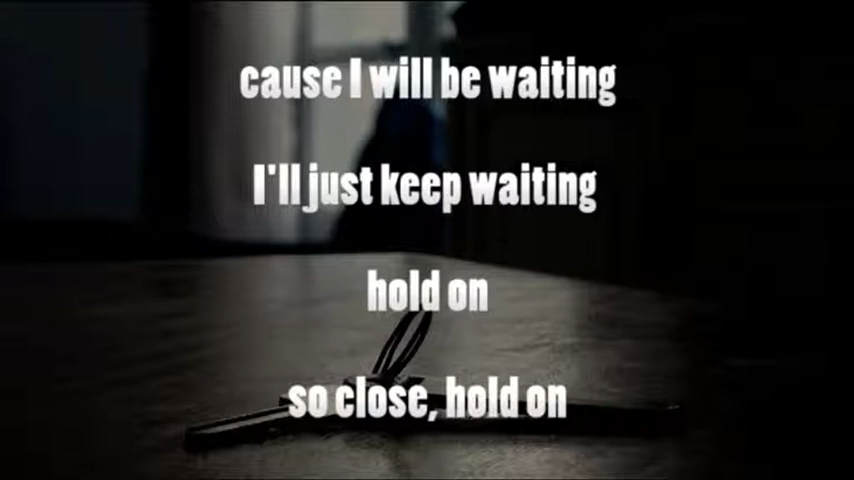 cause I will be waiting
I'll just keep waiting
hold on
so close, hold on